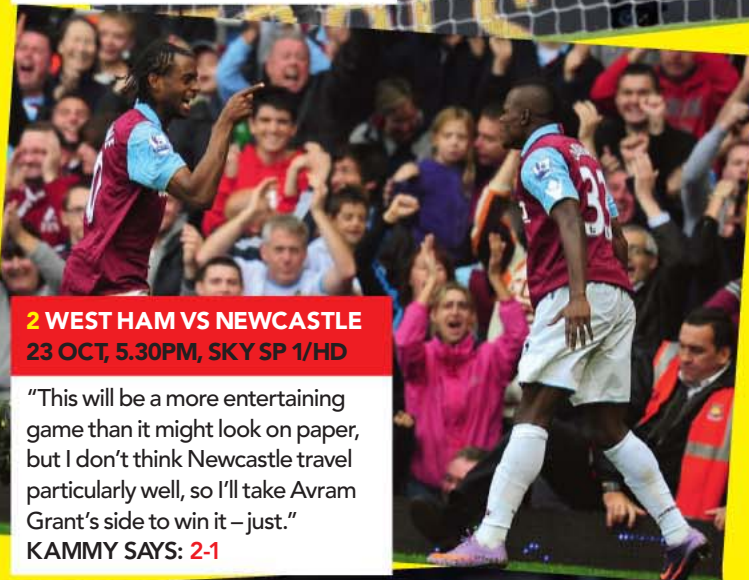 2 WEST HAM VS NEWCASTLE
23 OCT, 5.30PM, SKY SP 1/HD
“This will be a more entertaining
game than it might look on paper,
but I don’t think Newcastle travel
particularly well, so I’ll take Avram
Grant’s side to win it – just.”
KAMMY SAYS: 2-1